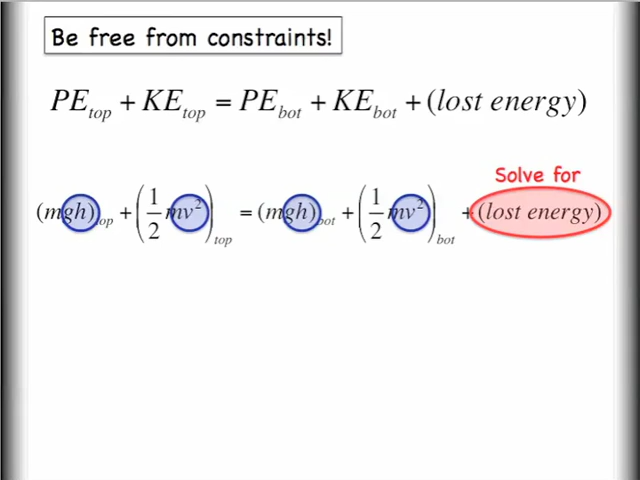 Be free from constraints!
PE_top + KE_top = PE_bot + KE_bot + (lost energy)
Solve for
(mgh)_top + (1/2 mv²)_top = (mgh)_bot + (1/2 mv²)_bot + (lost energy)